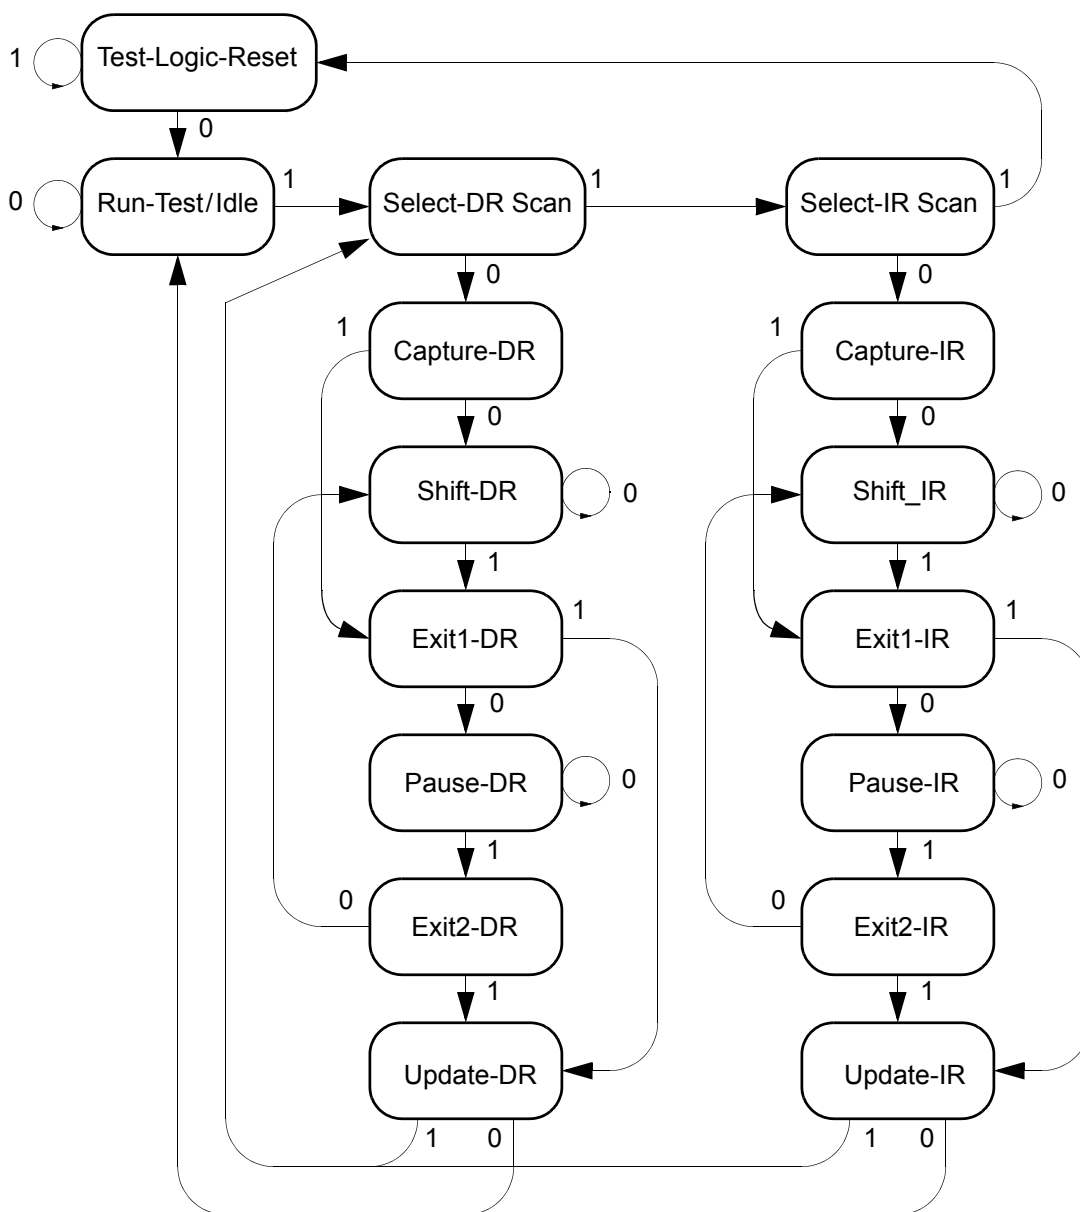 Test-Logic-Reset
1
0
Run-Test/Idle
0
1
Select-DR Scan
1
Select-IR Scan
1
0
0
1
Capture-DR
1
Capture-IR
0
0
Shift-DR
0
Shift_IR
0
1
1
Exit1-DR
1
Exit1-IR
1
0
0
Pause-DR
0
Pause-IR
0
1
1
0
Exit2-DR
0
Exit2-IR
1
1
Update-DR
Update-IR
1 0
1 0